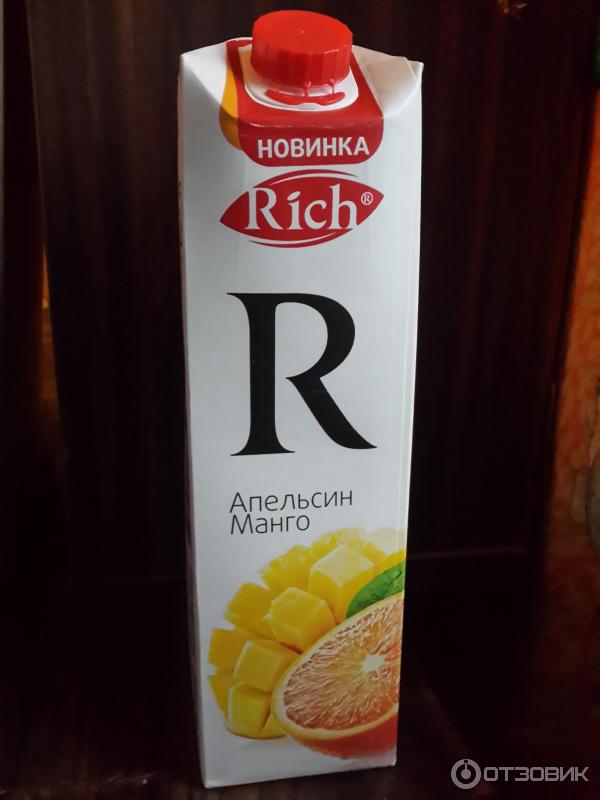 НОВИНКА
Rich®
R
Апельсин
Манго
ОТЗОВИК